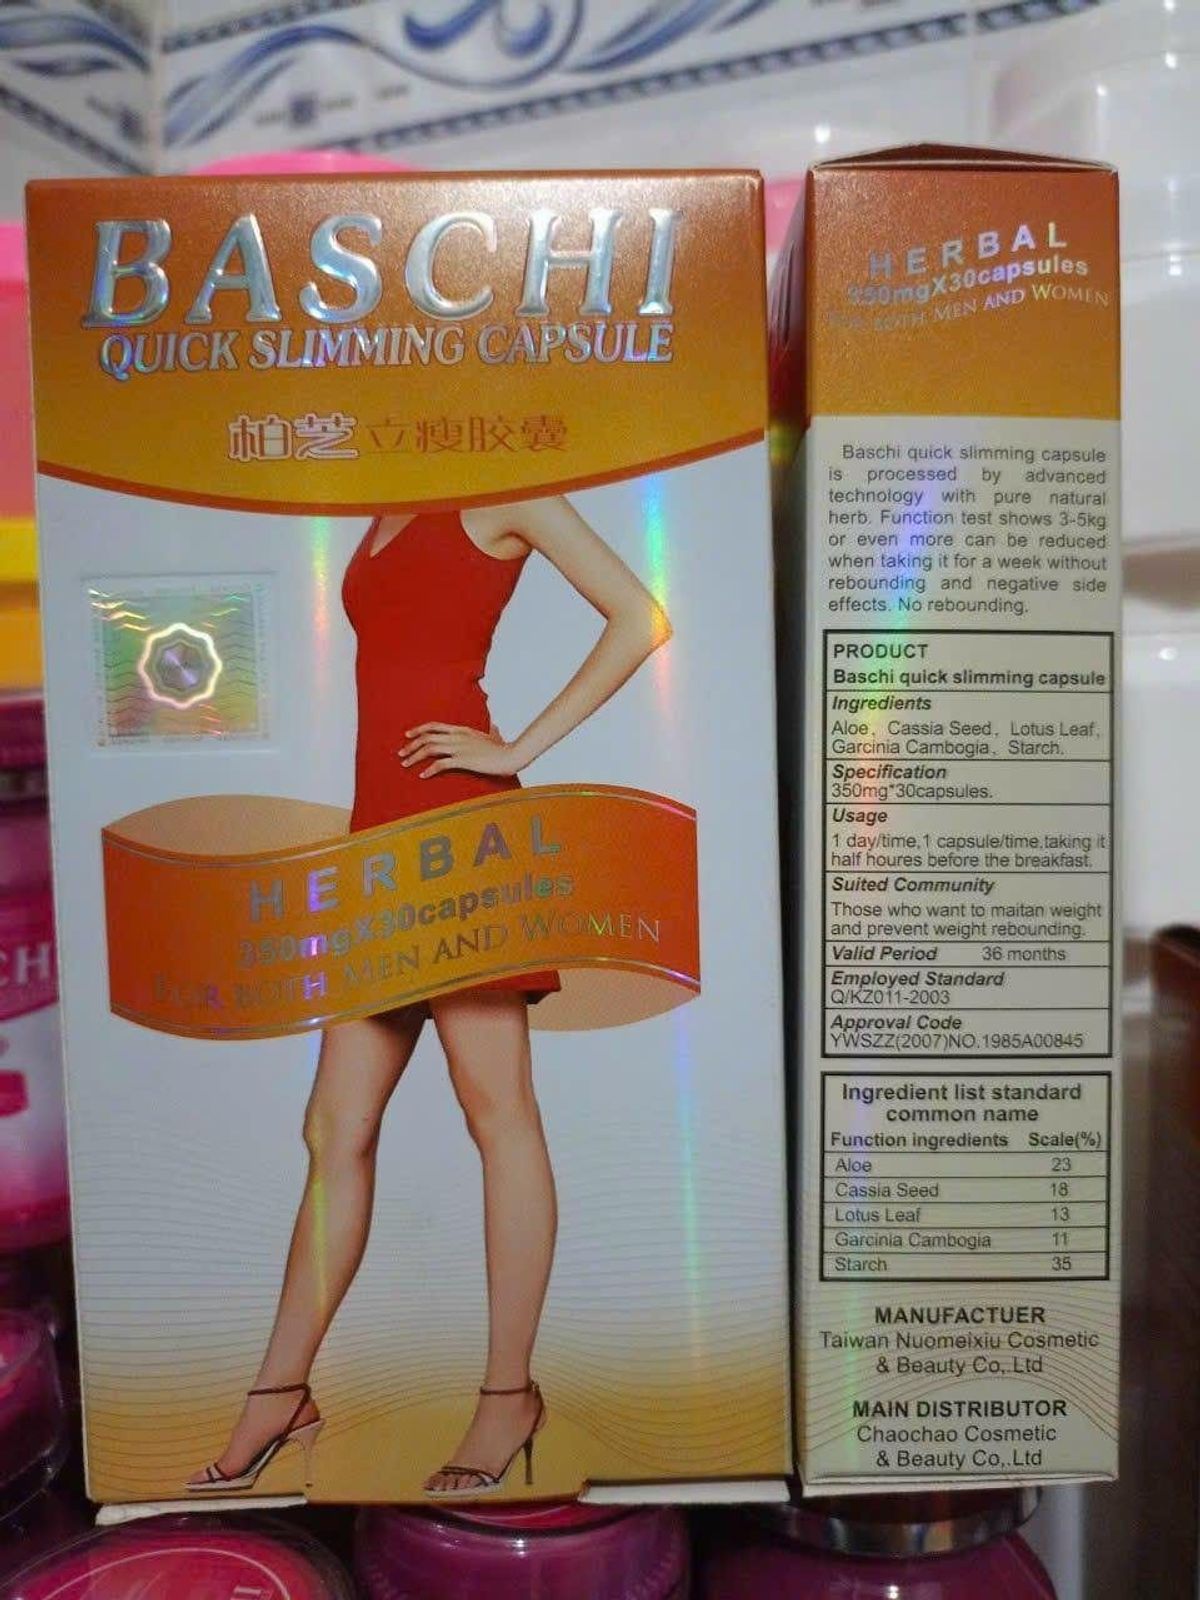 BASCHI
QUICK SLIMMING CAPSULE
柏芝立瘦胶囊
HERBAL
350mgX30capsules
FOR BOTH MEN AND WOMEN
HERBAL
350mgX30capsules
FOR BOTH MEN AND WOMEN
Baschi quick slimming capsule
is processed by advanced
technology with pure natural
herb. Function test shows 3-5kg
or even more can be reduced
when taking it for a week without
rebounding and negative side
effects. No rebounding.
PRODUCT
Baschi quick slimming capsule
Ingredients
Aloe、Cassia Seed、Lotus Leaf、
Garcinia Cambogia、Starch.
Specification
350mg*30capsules.
Usage
1 day/time,1 capsule/time,taking it
half houres before the breakfast.
Suited Community
Those who want to maitan weight
and prevent weight rebounding.
Valid Period 36 months
Employed Standard
Q/KZ011-2003
Approval Code
YWSZZ(2007)NO.1985A00845
Ingredient list standard
common name
Function ingredients Scale(%)
Aloe 23
Cassia Seed 18
Lotus Leaf 13
Garcinia Cambogia 11
Starch 35
MANUFACTUER
Taiwan Nuomeixiu Cosmetic
& Beauty Co,.Ltd
MAIN DISTRIBUTOR
Chaochao Cosmetic
& Beauty Co,.Ltd
CH